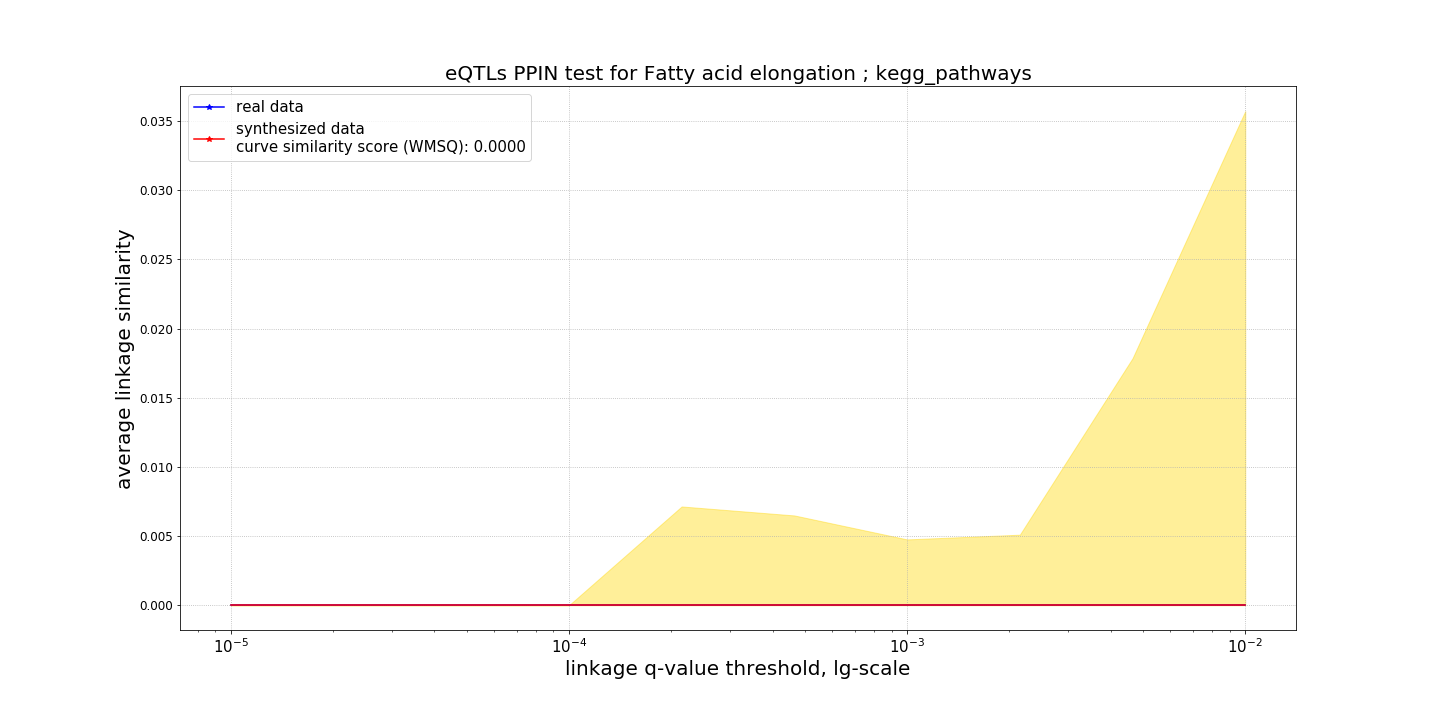 eQTLs PPIN test for Fatty acid elongation ; kegg_pathways
real data
synthesized data
curve similarity score (WMSQ): 0.0000
average linkage similarity
0.035
0.030
0.025
0.020
0.015
0.010
0.005
0.000
10⁻⁵ 10⁻⁴ 10⁻³ 10⁻²
linkage q-value threshold, lg-scale